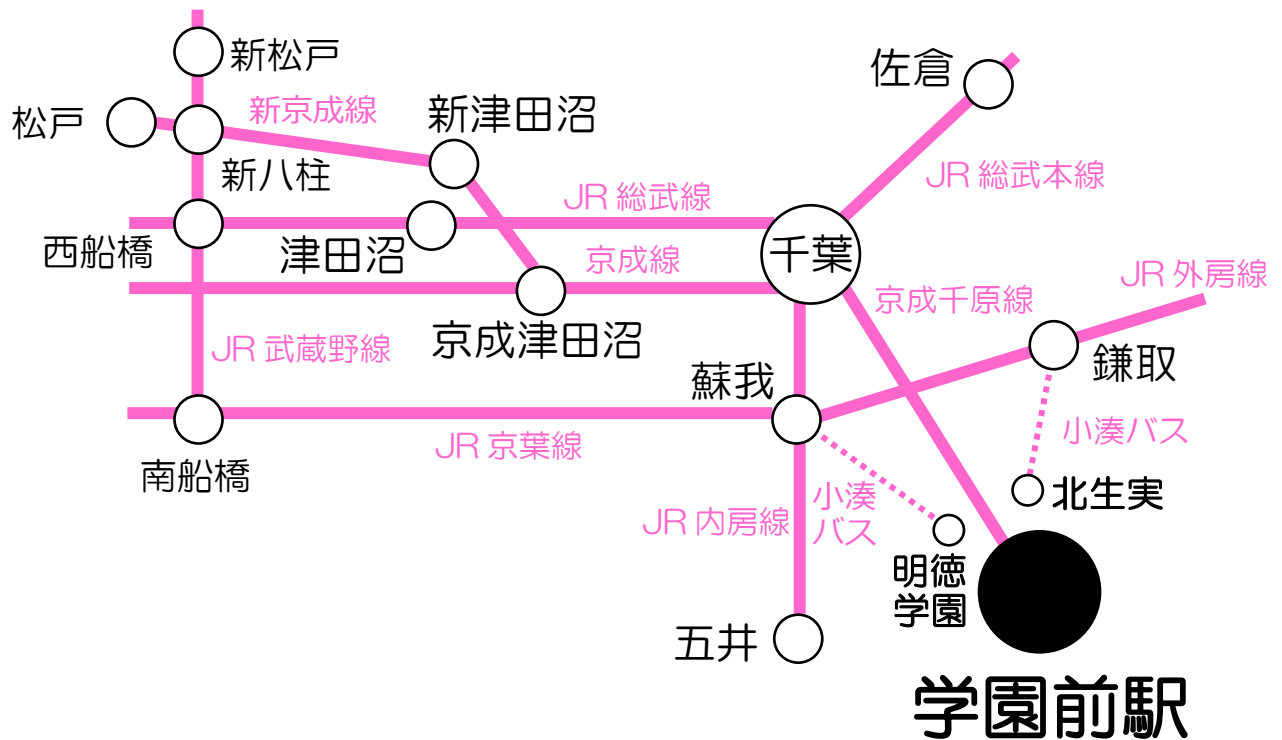 新松戸
佐倉
松戸
新京成線
新津田沼
新八柱
JR 総武本線
JR 総武線
西船橋
津田沼
千葉
京成線
JR 外房線
京成千原線
京成津田沼
JR 武蔵野線
鎌取
蘇我
小湊バス
JR 京葉線
南船橋
北生実
小湊
バス
JR 内房線
明徳
学園
五井
学園前駅